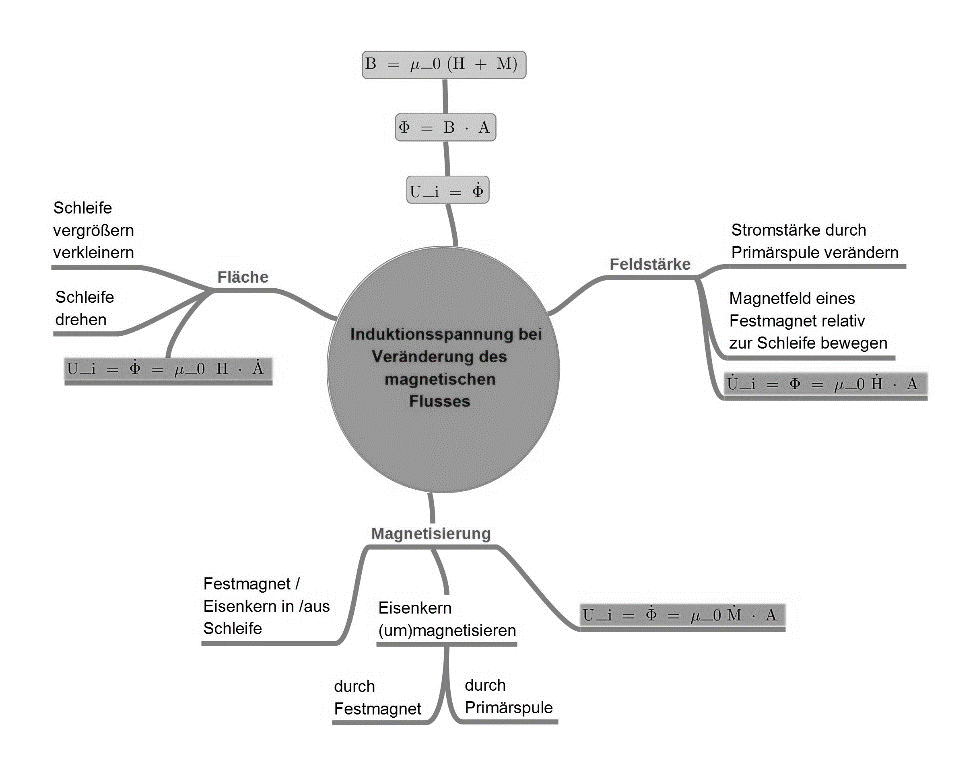 B = μ_0 (H + M)
Φ = B · A
U_i = Φ̇
Schleife
vergrößern
verkleinern
Fläche
Schleife
drehen
U_i = Φ̇ = μ_0 H · Ȧ
Feldstärke
Stromstärke durch
Primärspule verändern
Magnetfeld eines
Festmagnet relativ
zur Schleife bewegen
U̇_i = Φ = μ_0 Ḣ · A
Induktionsspannung bei
Veränderung des
magnetischen
Flusses
Magnetisierung
Festmagnet /
Eisenkern in /aus
Schleife
Eisenkern
(um)magnetisieren
U_i = Φ̇ = μ_0 Ṁ · A
durch
Festmagnet
durch
Primärspule